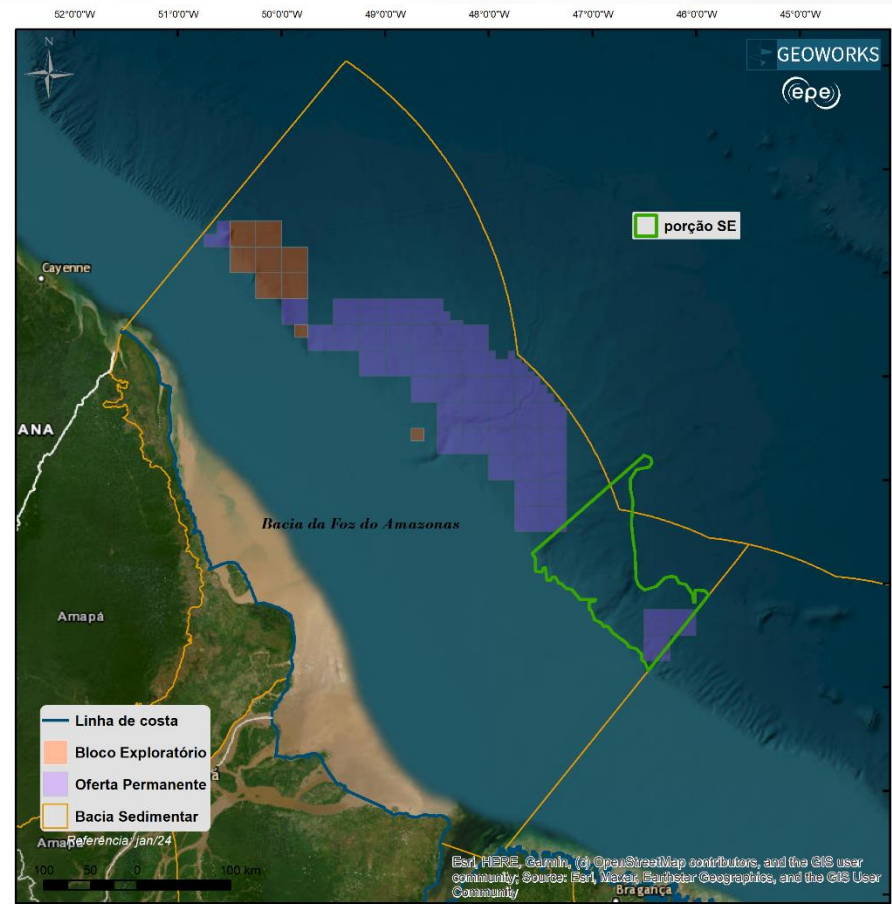 52°0'0"W 51°0'0"W 50°0'0"W 49°0'0"W 48°0'0"W 47°0'0"W 46°0'0"W 45°0'0"W
N
GEOWORKS
epe
porção SE
Cayenne
ANA
Bacia da Foz do Amazonas
Amapá
Linha de costa
Bloco Exploratório
Oferta Permanente
Bacia Sedimentar
Referência: jan/24
100 50 0 100 km
Esri, HERE, Garmin, (c) OpenStreetMap contributors, and the GIS user
community; Source: Esri, Maxar, Earthstar Geographics, and the GIS User
Community
Bragança